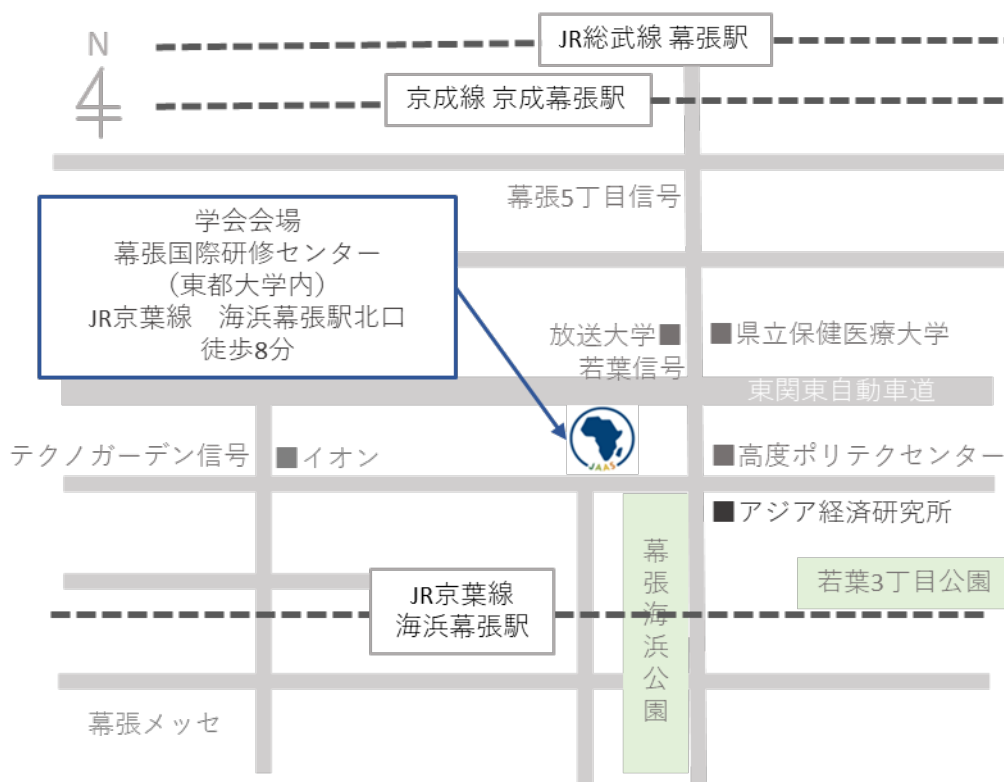 N
JR総武線 幕張駅
京成線 京成幕張駅
幕張5丁目信号
学会会場
幕張国際研修センター
（東都大学内）
JR京葉線　海浜幕張駅北口
徒歩8分
放送大学■
若葉信号
■県立保健医療大学
東関東自動車道
テクノガーデン信号
■イオン
JAAS
■高度ポリテクセンター
■アジア経済研究所
幕張海浜公園
若葉3丁目公園
JR京葉線
海浜幕張駅
幕張メッセ